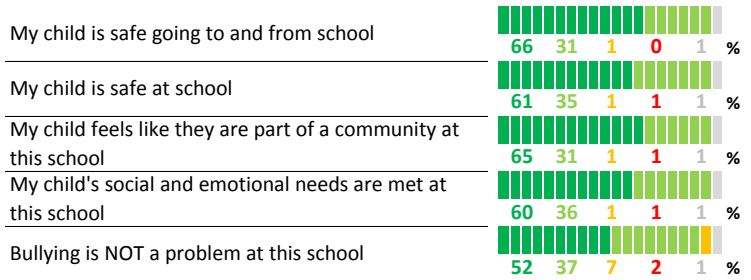 My child is safe going to and from school
66 31 1 0 1 %
My child is safe at school
61 35 1 1 1 %
My child feels like they are part of a community at
this school
65 31 1 1 1 %
My child's social and emotional needs are met at
this school
60 36 1 1 1 %
Bullying is NOT a problem at this school
52 37 7 2 1 %